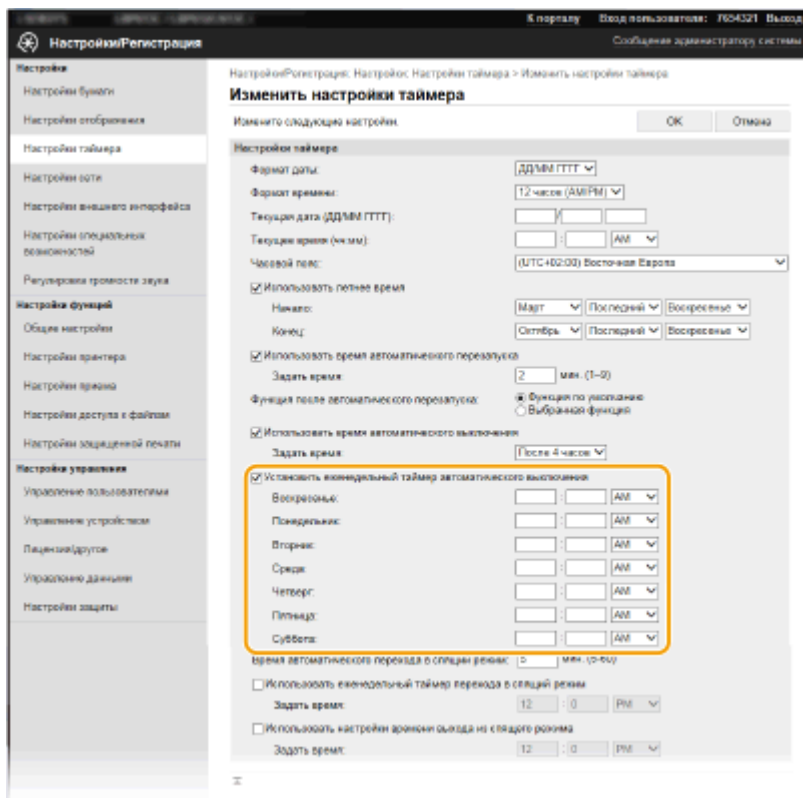 К порталу Вход пользователя: 7654321 Выход
Настройки/Регистрация Сообщение администратору системы
Настройки
Настройки бумаги
Настройки отображения
Настройки таймера
Настройки сети
Настройки внешнего интерфейса
Настройки специальных
возможностей
Регулировка громкости звука
Настройки функций
Общие настройки
Настройки принтера
Настройки приема
Настройки доступа к файлам
Настройки защищенной печати
Настройки управления
Управление пользователями
Управление устройством
Лицензия/другое
Управление данными
Настройки защиты
Настройки/Регистрация: Настройки: Настройки таймера > Изменить настройки таймера
Изменить настройки таймера
Измените следующие настройки. OK Отмена
Настройки таймера
Формат даты: ДД/ММ ГГГГ
Формат времени: 12 часов (AM/PM)
Текущая дата (ДД/ММ ГГГГ): /
Текущее время (чч:мм): : AM
Часовой пояс: (UTC+02:00) Восточная Европа
Использовать летнее время
Начало: Март Последний Воскресенье
Конец: Октябрь Последний Воскресенье
Использовать время автоматического перезапуска
Задать время: 2 мин. (1–9)
Функция после автоматического перезапуска: Функция по умолчанию
Выбранная функция
Использовать время автоматического выключения
Задать время: После 4 часов
Установить еженедельный таймер автоматического выключения
Воскресенье: : AM
Понедельник: : AM
Вторник: : AM
Среда: : AM
Четверг: : AM
Пятница: : AM
Суббота: : AM
Время автоматического перехода в спящий режим: 5 мин. (5-60)
Использовать еженедельный таймер перехода в спящий режим
Задать время: 12 : 0 PM
Использовать настройки времени выхода из спящего режима
Задать время: 12 : 0 PM